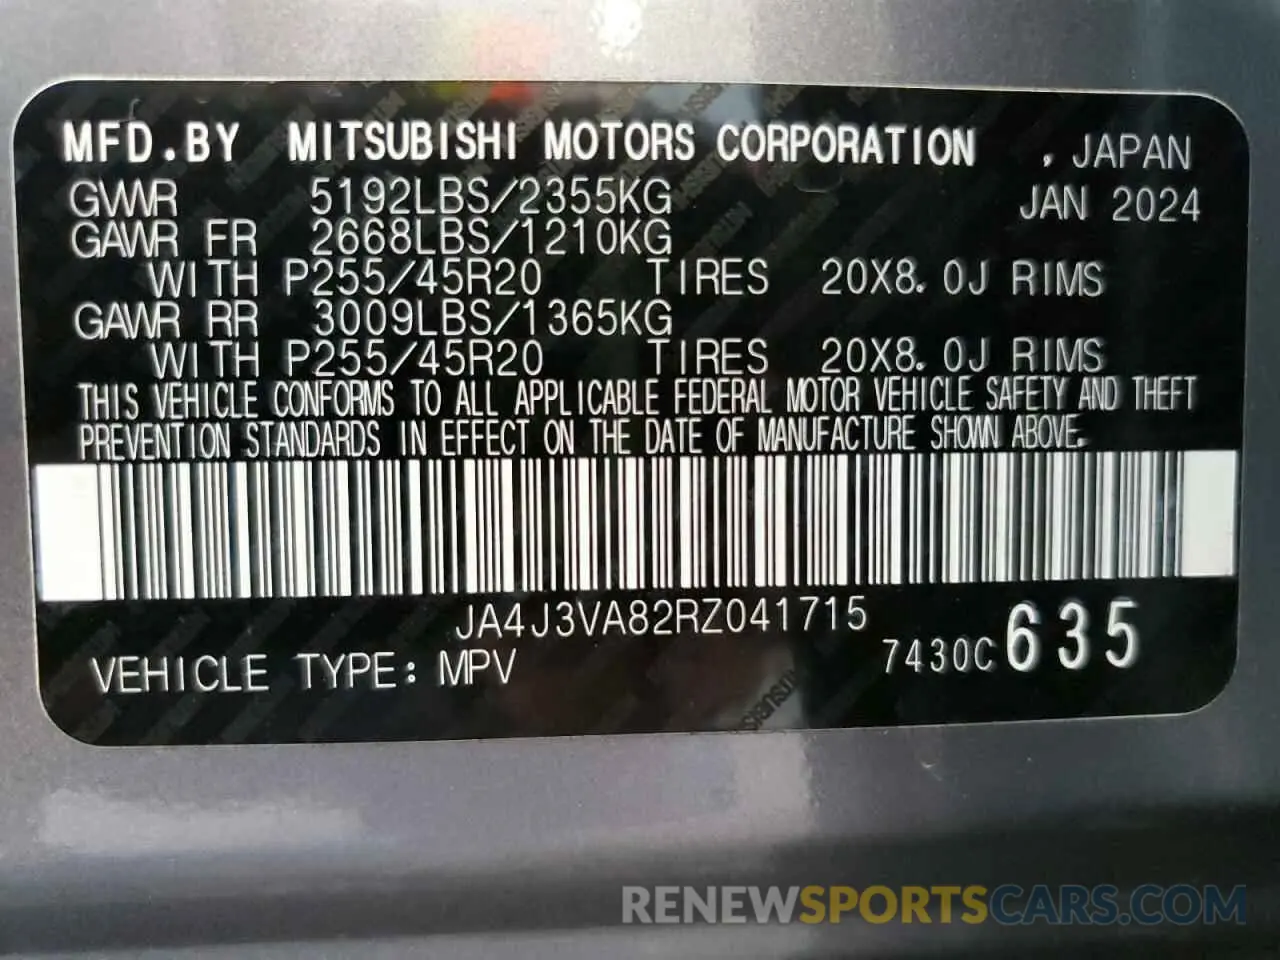 MFD.BY MITSUBISHI MOTORS CORPORATION , JAPAN
GVWR 5192LBS/2355KG JAN 2024
GAWR FR 2668LBS/1210KG
WITH P255/45R20 TIRES 20X8.0J RIMS
GAWR RR 3009LBS/1365KG
WITH P255/45R20 TIRES 20X8.0J RIMS
THIS VEHICLE CONFORMS TO ALL APPLICABLE FEDERAL MOTOR VEHICLE SAFETY AND THEFT
PREVENTION STANDARDS IN EFFECT ON THE DATE OF MANUFACTURE SHOWN ABOVE.
JA4J3VA82RZ041715
VEHICLE TYPE: MPV 7430C 635
RENEWSPORTSCARS.COM